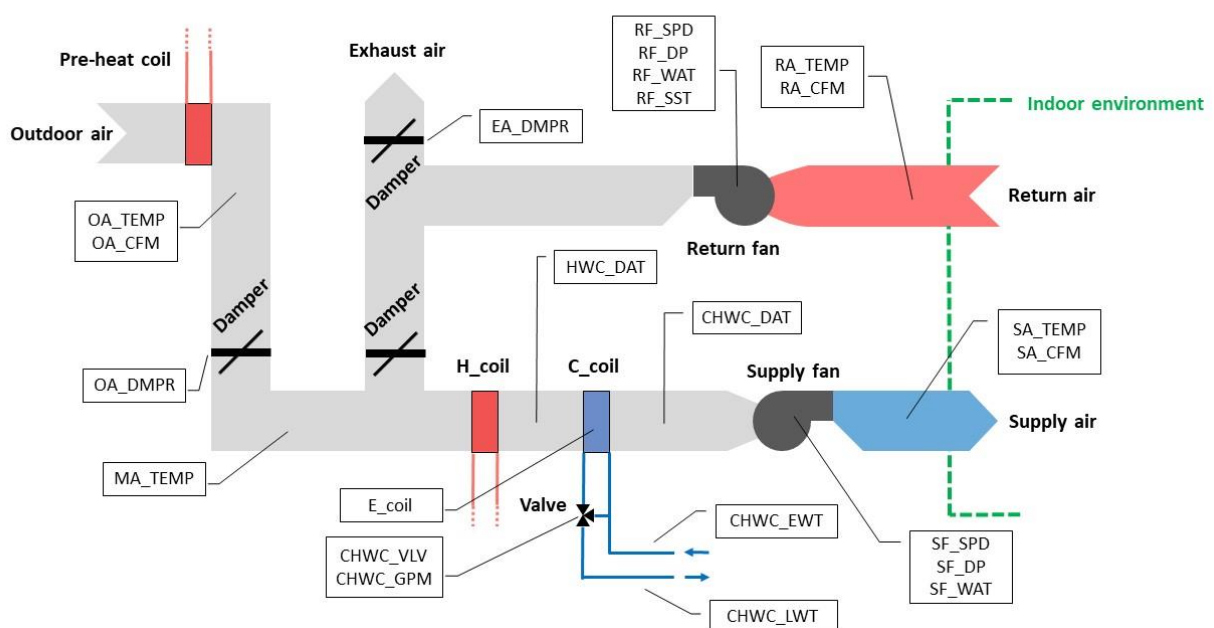 Pre-heat coil
Exhaust air
RF_SPD
RF_DP
RF_WAT
RF_SST
RA_TEMP
RA_CFM
Indoor environment
Outdoor air
EA_DMPR
Damper
Return air
OA_TEMP
OA_CFM
Return fan
HWC_DAT
Damper
Damper
CHWC_DAT
SA_TEMP
SA_CFM
OA_DMPR
H_coil
C_coil
Supply fan
Supply air
MA_TEMP
E_coil
Valve
CHWC_EWT
CHWC_VLV
CHWC_GPM
SF_SPD
SF_DP
SF_WAT
CHWC_LWT